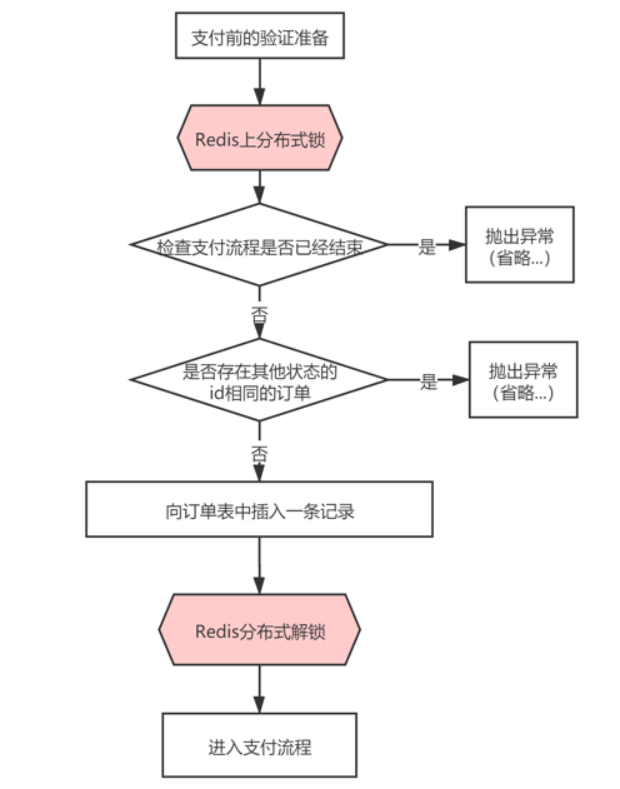 支付前的验证准备
Redis上分布式锁
检查支付流程是否已经结束
是
抛出异常
(省略...)
否
是否存在其他状态的
id相同的订单
是
抛出异常
(省略...)
否
向订单表中插入一条记录
Redis分布式解锁
进入支付流程